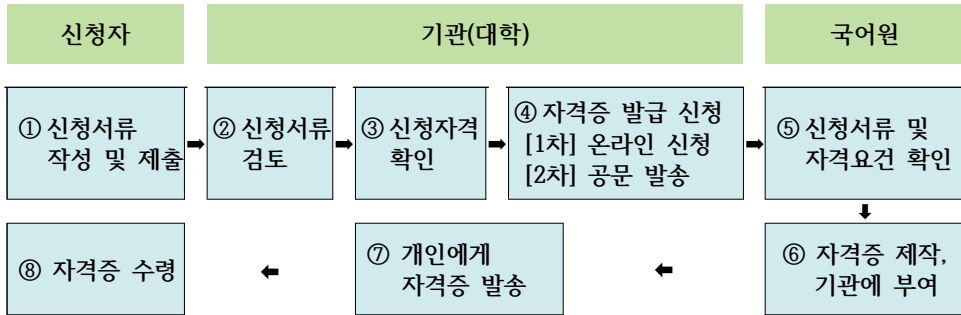 신청자
기관(대학)
국어원
① 신청서류
작성 및 제출
② 신청서류
검토
③ 신청자격
확인
④ 자격증 발급 신청
[1차] 온라인 신청
[2차] 공문 발송
⑤ 신청서류 및
자격요건 확인
⑥ 자격증 제작,
기관에 부여
⑦ 개인에게
자격증 발송
⑧ 자격증 수령